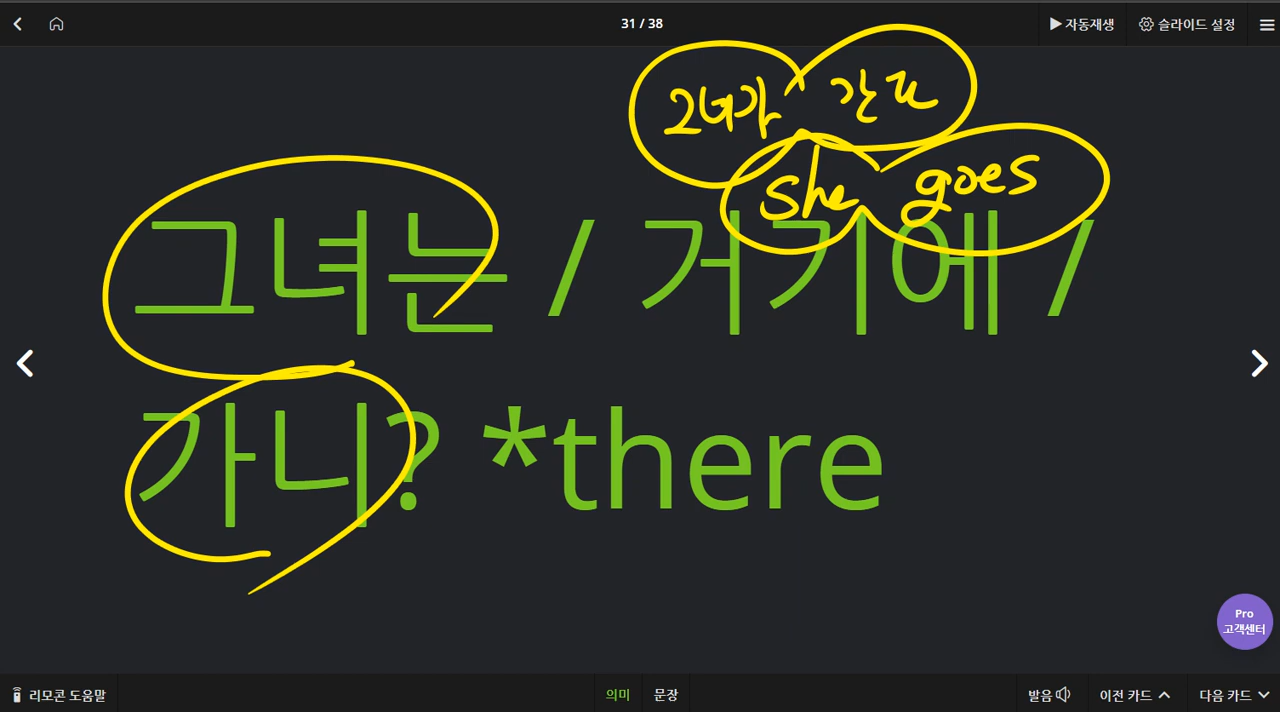 31 / 38
자동재생
슬라이드 설정
그녀가 간다
she goes
그녀는 / 거기에 /
가니? *there
Pro
고객센터
리모콘 도움말
의미
문장
발음
이전 카드
다음 카드